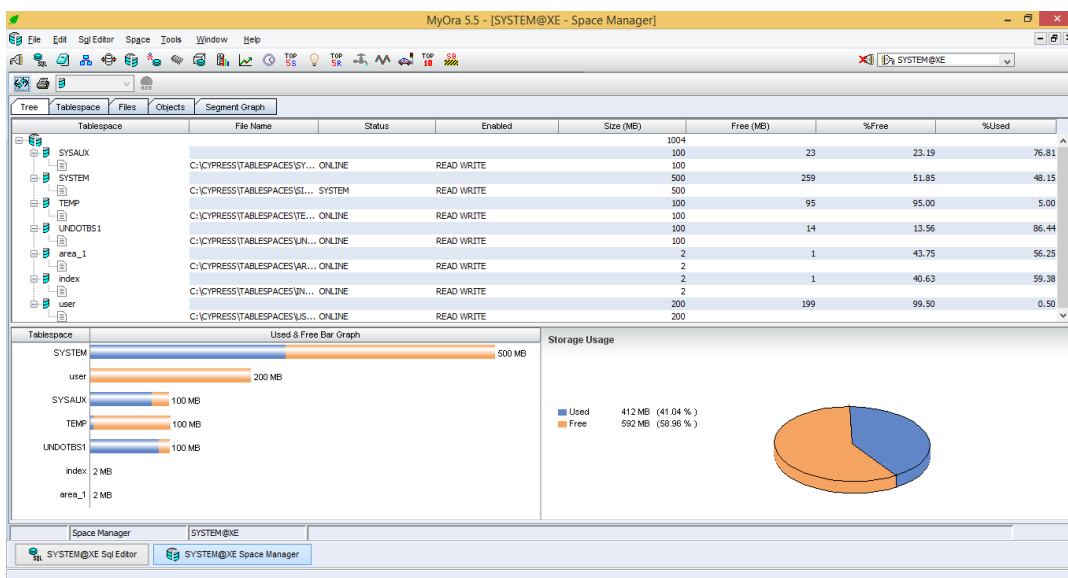 MyOra 5.5 - [SYSTEM@XE - Space Manager]
File Edit Sql Editor Space Tools Window Help
SQL TOP 5S TOP 5R TOP 10 SYSTEM@XE
Tree Tablespace Files Objects Segment Graph
Tablespace File Name Status Enabled Size (MB) Free (MB) %Free %Used
1004
SYSAUX 100 23 23.19 76.81
C:\CYPRESS\TABLESPACES\SY... ONLINE READ WRITE 100
SYSTEM 500 259 51.85 48.15
C:\CYPRESS\TABLESPACES\SI... SYSTEM READ WRITE 500
TEMP 100 95 95.00 5.00
C:\CYPRESS\TABLESPACES\TE... ONLINE READ WRITE 100
UNDOTBS1 100 14 13.56 86.44
C:\CYPRESS\TABLESPACES\UN... ONLINE READ WRITE 100
area_1 2 1 43.75 56.25
C:\CYPRESS\TABLESPACES\AR... ONLINE READ WRITE 2
index 2 1 40.63 59.38
C:\CYPRESS\TABLESPACES\IN... ONLINE READ WRITE 2
user 200 199 99.50 0.50
C:\CYPRESS\TABLESPACES\US... ONLINE READ WRITE 200
Tablespace Used & Free Bar Graph
SYSTEM 500 MB
user 200 MB
SYSAUX 100 MB
TEMP 100 MB
UNDOTBS1 100 MB
index 2 MB
area_1 2 MB
Storage Usage
Used 412 MB (41.04 % )
Free 592 MB (58.96 % )
Space Manager SYSTEM@XE
SQL SYSTEM@XE Sql Editor SYSTEM@XE Space Manager